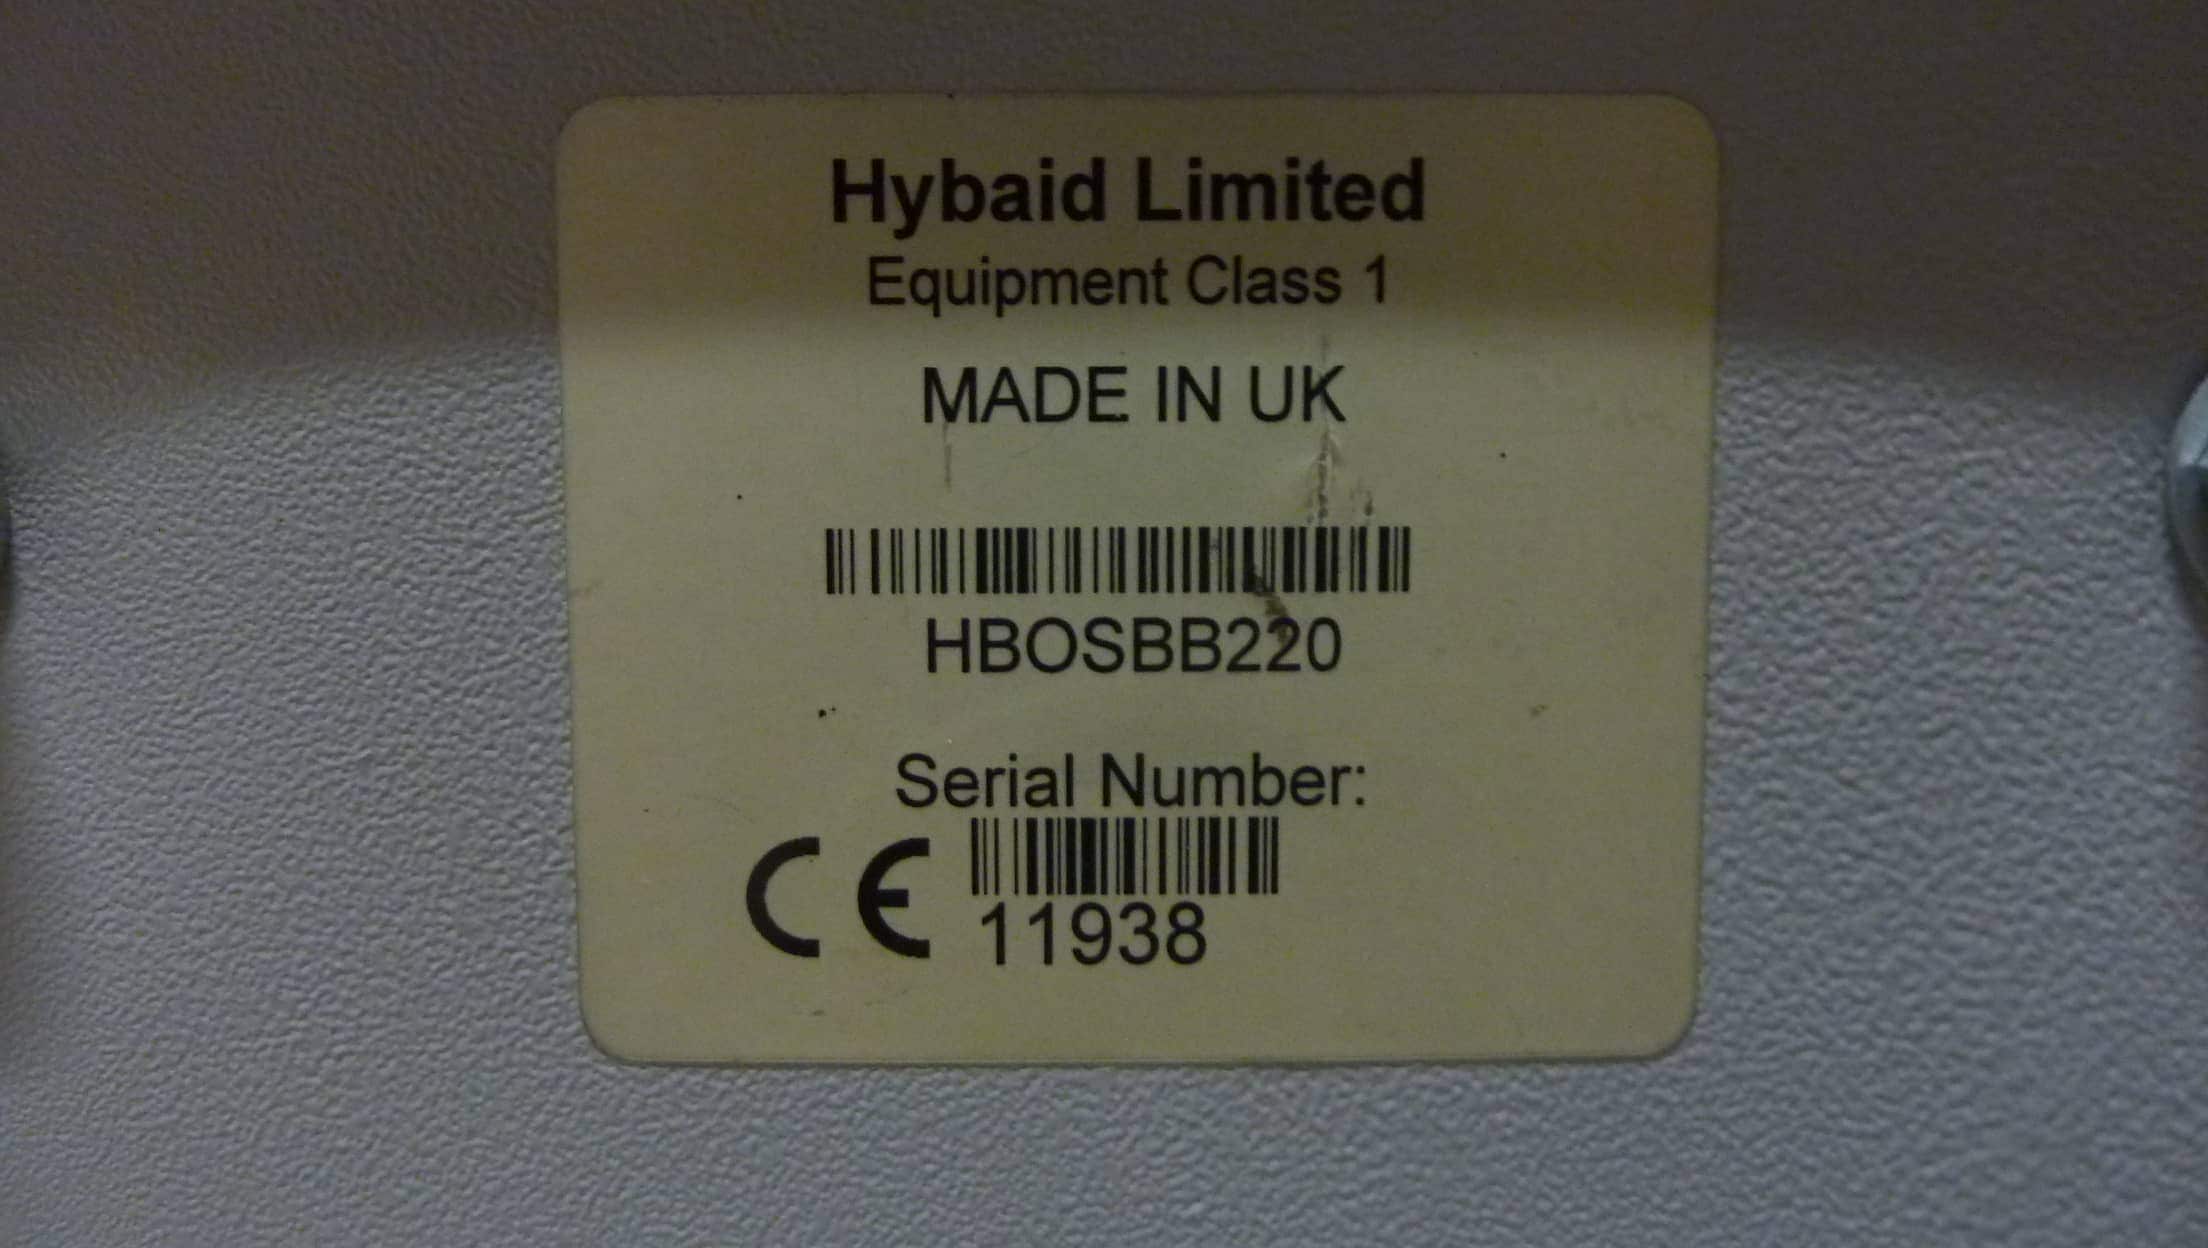 Hybaid Limited
Equipment Class 1
MADE IN UK
HBOSBB220
Serial Number:
CE
11938